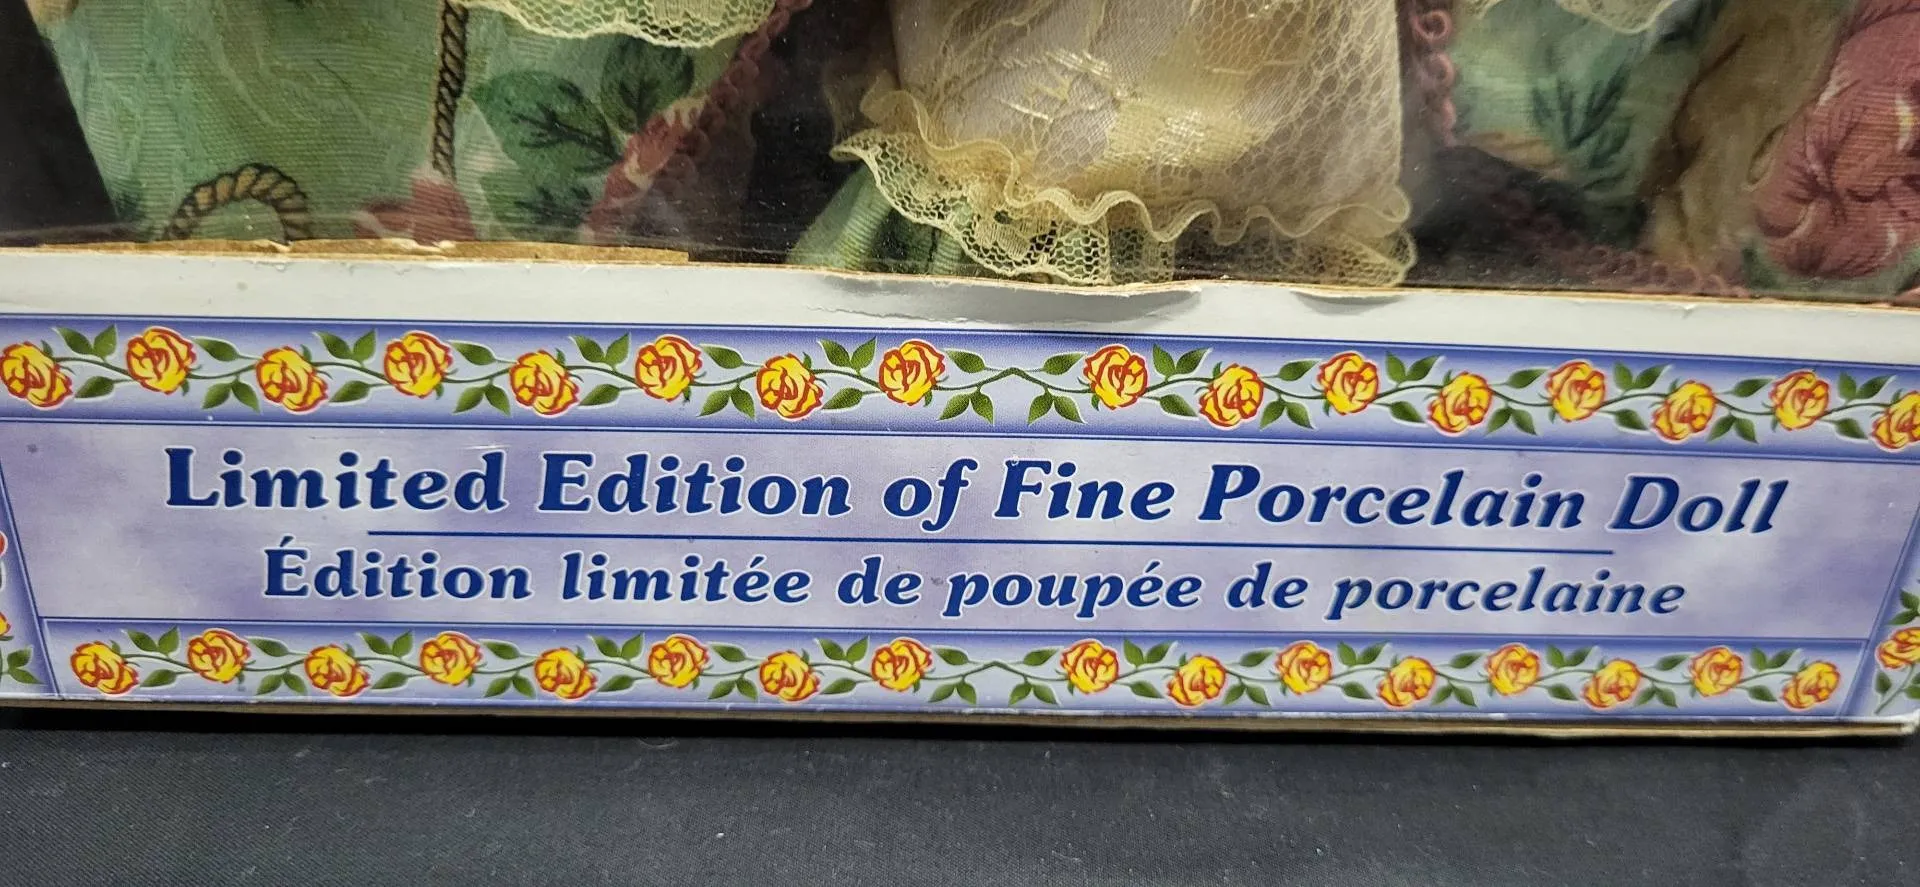 Limited Edition of Fine Porcelain Doll
Édition limitée de poupée de porcelaine